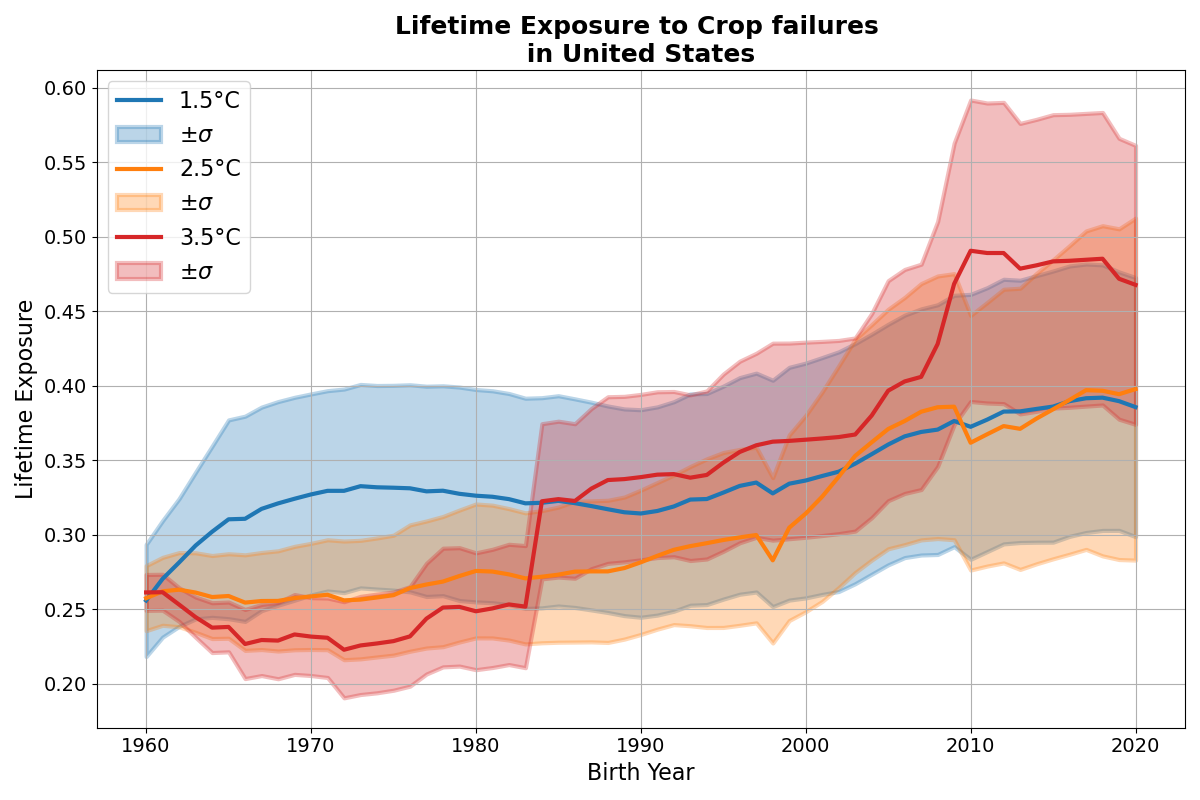 Lifetime Exposure to Crop failures
in United States
1.5°C
±σ
2.5°C
±σ
3.5°C
±σ
0.60
0.55
0.50
0.45
0.40
0.35
0.30
0.25
0.20
Lifetime Exposure
1960 1970 1980 1990 2000 2010 2020
Birth Year